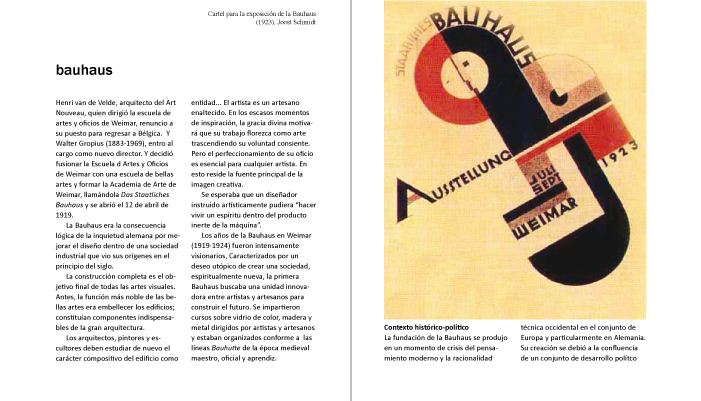 Cartel para la exposición de la Bauhaus
(1923), Joost Schmidt
bauhaus
Henri van de Velde, arquitecto del Art
Nouveau, quien dirigió la escuela de
artes y oficios de Weimar, renuncio a
su puesto para regresar a Bélgica. Y
Walter Gropius (1883-1969), entro al
cargo como nuevo director. Y decidió
fusionar la Escuela d Artes y Oficios
de Weimar con una escuela de bellas
artes y formar la Academia de Arte de
Weimar, llamándola Das Staatliches
Bauhaus y se abrió el 12 de abril de
1919.
La Bauhaus era la consecuencia
lógica de la inquietud alemana por me-
jorar el diseño dentro de una sociedad
industrial que vio sus orígenes en el
principio del siglo.
La construcción completa es el ob-
jetivo final de todas las artes visuales.
Antes, la función más noble de las be-
llas artes era embellecer los edificios;
constituían componentes indispensa-
bles de la gran arquitectura.
Los arquitectos, pintores y es-
cultores deben estudiar de nuevo el
carácter compositivo del edificio como
entidad... El artista es un artesano
enaltecido. En los escasos momentos
de inspiración, la gracia divina motiva-
rá que su trabajo florezca como arte
trascendiendo su voluntad consiente.
Pero el perfeccionamiento de su oficio
es esencial para cualquier artista. En
esto reside la fuente principal de la
imagen creativa.
Se esperaba que un diseñador
instruido artísticamente pudiera “hacer
vivir un espíritu dentro del producto
inerte de la máquina”.
Los años de la Bauhaus en Weimar
(1919-1924) fueron intensamente
visionarios, Caracterizados por un
deseo utópico de crear una sociedad,
espiritualmente nueva, la primera
Bauhaus buscaba una unidad innova-
dora entre artistas y artesanos para
construir el futuro. Se impartieron
cursos sobre vidrio de color, madera y
metal dirigidos por artistas y artesanos
y estaban organizados conforme a las
líneas Bauhutte de la época medieval
maestro, oficial y aprendiz.
STAATLICHES
BAUHAUS
AUSSTELLUNG
JULI
SEPT
1923
WEIMAR
Contexto histórico-político
La fundación de la Bauhaus se produjo
en un momento de crisis del pensa-
miento moderno y la racionalidad
técnica occidental en el conjunto de
Europa y particularmente en Alemania.
Su creación se debió a la confluencia
de un conjunto de desarrollo polítco